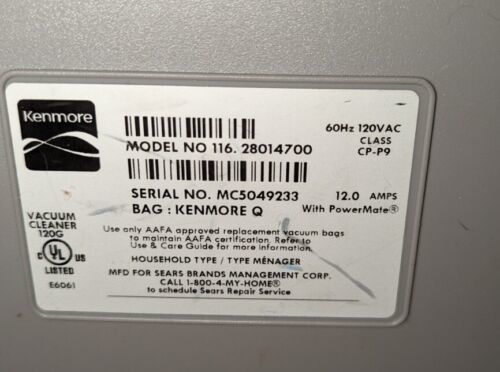 Kenmore
MODEL NO 116. 28014700
60Hz 120VAC
CLASS
CP-P9
SERIAL NO. MC5049233
12.0 AMPS
BAG : KENMORE Q
With PowerMate®
VACUUM
CLEANER
120G
C UL US
LISTED
E6061
Use only AAFA approved replacement vacuum bags
to maintain AAFA certification. Refer to
Use & Care Guide for more information.
HOUSEHOLD TYPE / TYPE MÉNAGER
MFD FOR SEARS BRANDS MANAGEMENT CORP.
CALL 1-800-4-MY-HOME®
to schedule Sears Repair Service